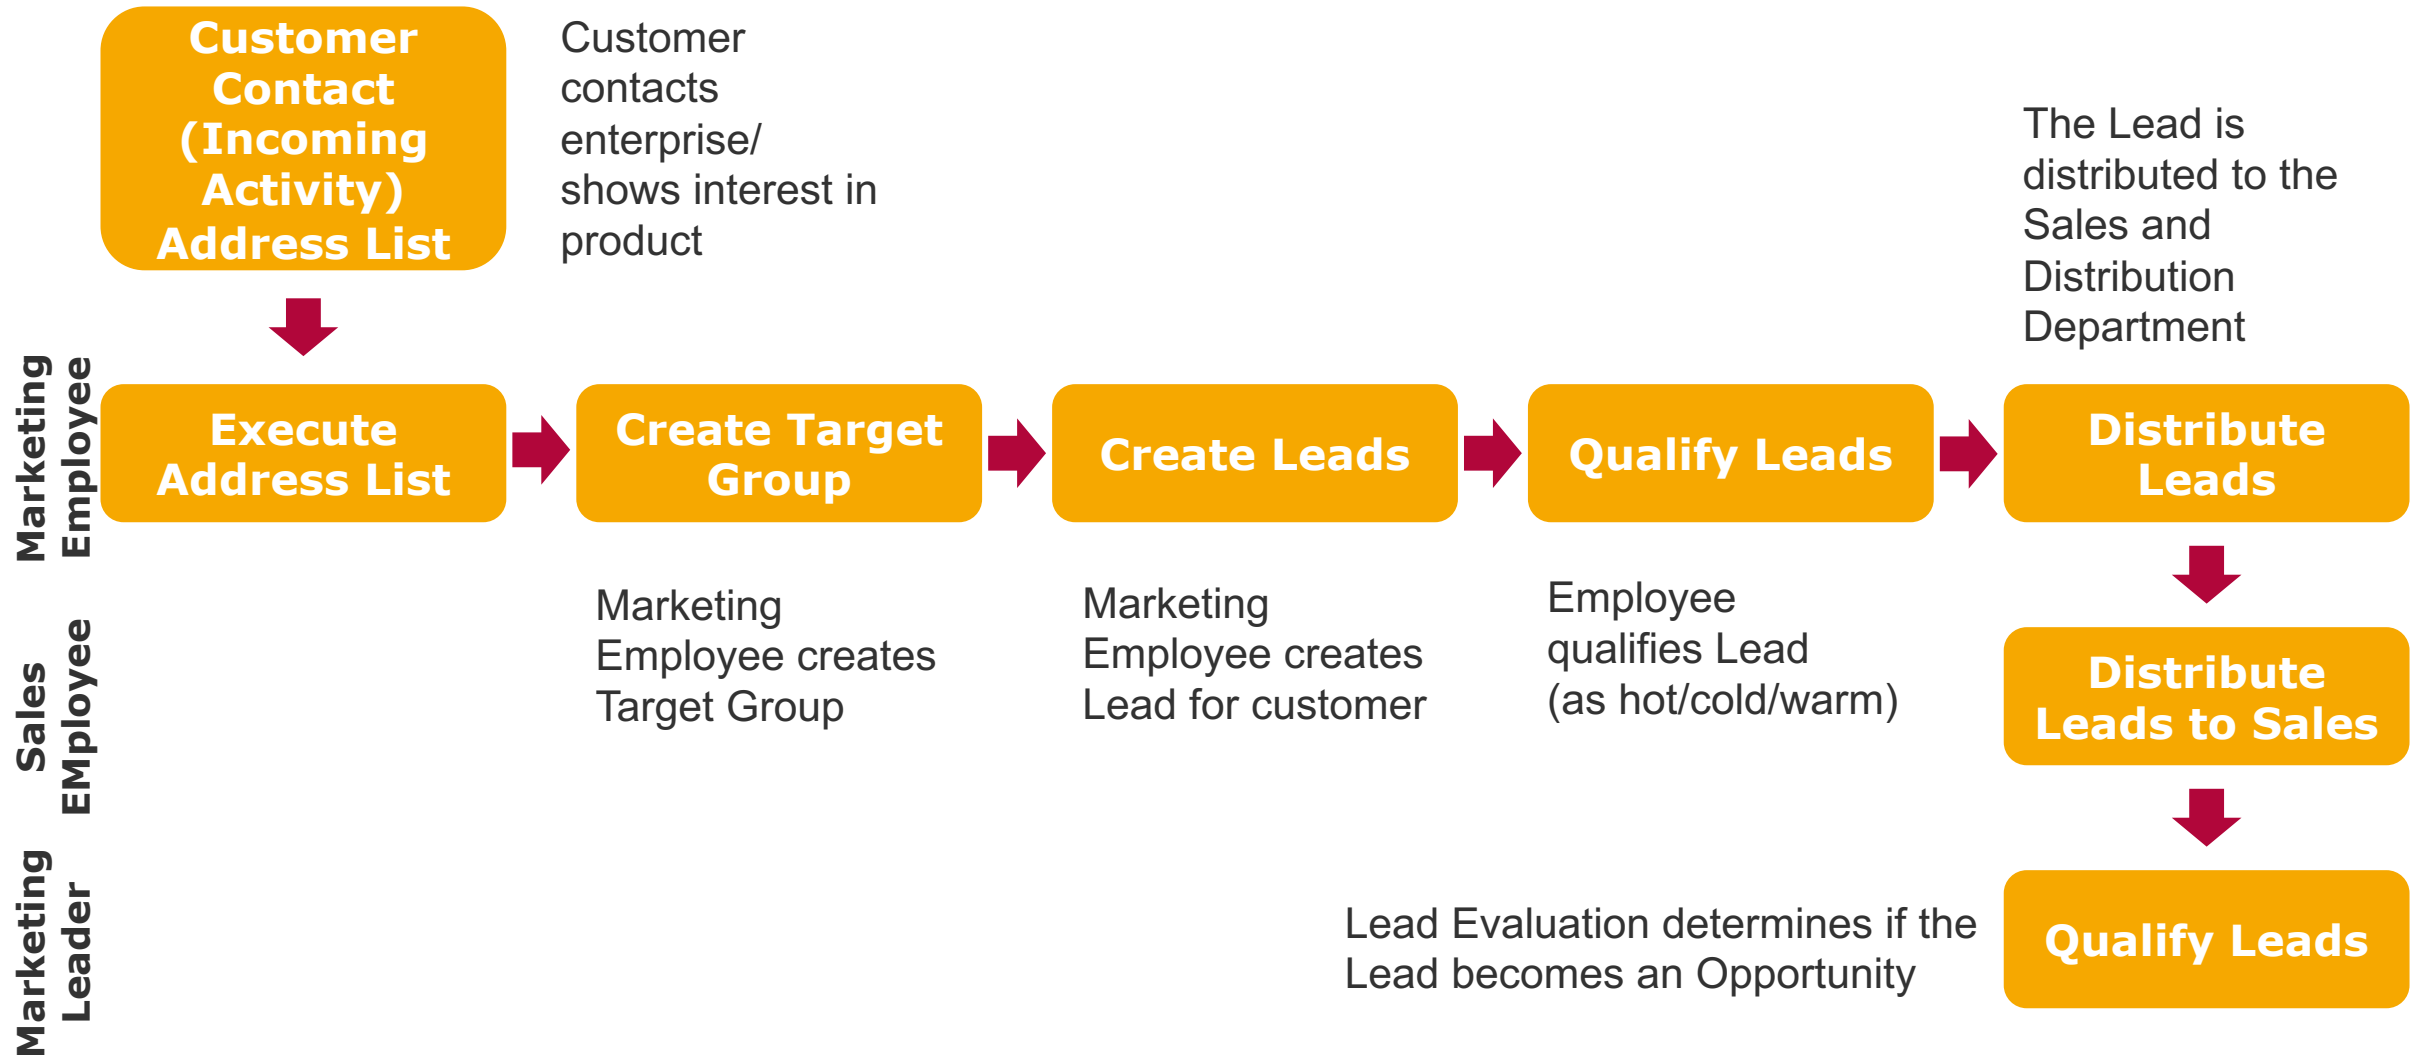 Customer
Contact
(Incoming
Activity)
Address List
Customer
contacts
enterprise/
shows interest in
product
The Lead is
distributed to the
Sales and
Distribution
Department
Marketing
Employee
Execute
Address List
Create Target
Group
Create Leads
Qualify Leads
Distribute
Leads
Marketing
Employee creates
Target Group
Marketing
Employee creates
Lead for customer
Employee
qualifies Lead
(as hot/cold/warm)
Sales
EMployee
Distribute
Leads to Sales
Marketing
Leader
Lead Evaluation determines if the
Lead becomes an Opportunity
Qualify Leads